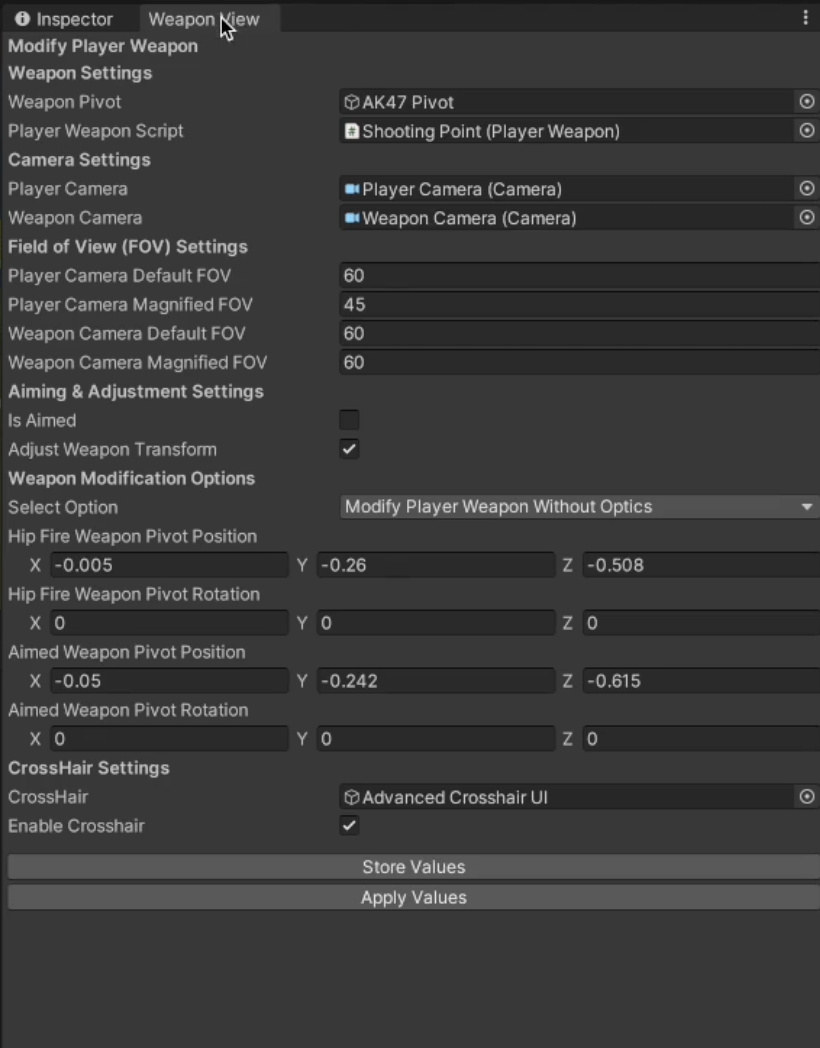 Inspector Weapon View
Modify Player Weapon
Weapon Settings
Weapon Pivot AK47 Pivot
Player Weapon Script Shooting Point (Player Weapon)
Camera Settings
Player Camera Player Camera (Camera)
Weapon Camera Weapon Camera (Camera)
Field of View (FOV) Settings
Player Camera Default FOV 60
Player Camera Magnified FOV 45
Weapon Camera Default FOV 60
Weapon Camera Magnified FOV 60
Aiming & Adjustment Settings
Is Aimed
Adjust Weapon Transform
Weapon Modification Options
Select Option Modify Player Weapon Without Optics
Hip Fire Weapon Pivot Position
X -0.005 Y -0.26 Z -0.508
Hip Fire Weapon Pivot Rotation
X 0 Y 0 Z 0
Aimed Weapon Pivot Position
X -0.05 Y -0.242 Z -0.615
Aimed Weapon Pivot Rotation
X 0 Y 0 Z 0
CrossHair Settings
CrossHair Advanced Crosshair UI
Enable Crosshair
Store Values
Apply Values